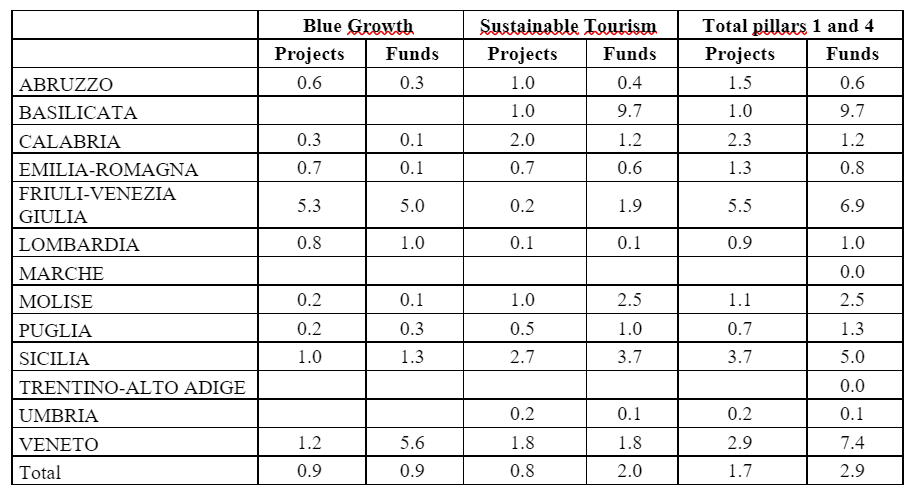 Blue Growth Sustainable Tourism Total pillars 1 and 4
Projects Funds Projects Funds Projects Funds
ABRUZZO 0.6 0.3 1.0 0.4 1.5 0.6
BASILICATA 1.0 9.7 1.0 9.7
CALABRIA 0.3 0.1 2.0 1.2 2.3 1.2
EMILIA-ROMAGNA 0.7 0.1 0.7 0.6 1.3 0.8
FRIULI-VENEZIA
GIULIA 5.3 5.0 0.2 1.9 5.5 6.9
LOMBARDIA 0.8 1.0 0.1 0.1 0.9 1.0
MARCHE 0.0
MOLISE 0.2 0.1 1.0 2.5 1.1 2.5
PUGLIA 0.2 0.3 0.5 1.0 0.7 1.3
SICILIA 1.0 1.3 2.7 3.7 3.7 5.0
TRENTINO-ALTO ADIGE 0.0
UMBRIA 0.2 0.1 0.2 0.1
VENETO 1.2 5.6 1.8 1.8 2.9 7.4
Total 0.9 0.9 0.8 2.0 1.7 2.9